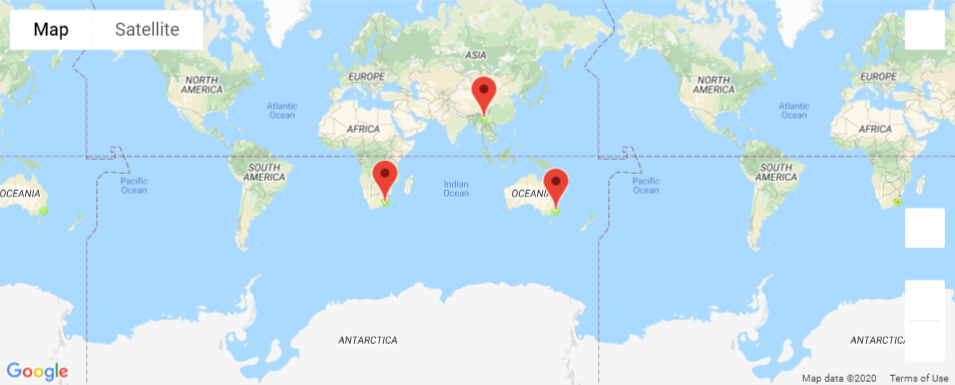 Map Satellite
ASIA
NORTH
AMERICA
EUROPE
NORTH
AMERICA
EUROPE
Atlantic
Ocean
Atlantic
Ocean
AFRICA
AFRICA
OCEANIA
Pacific
Ocean
SOUTH
AMERICA
Indian
Ocean
OCEANIA
Pacific
Ocean
SOUTH
AMERICA
ANTARCTICA
ANTARCTICA
Google
Map data ©2020 Terms of Use